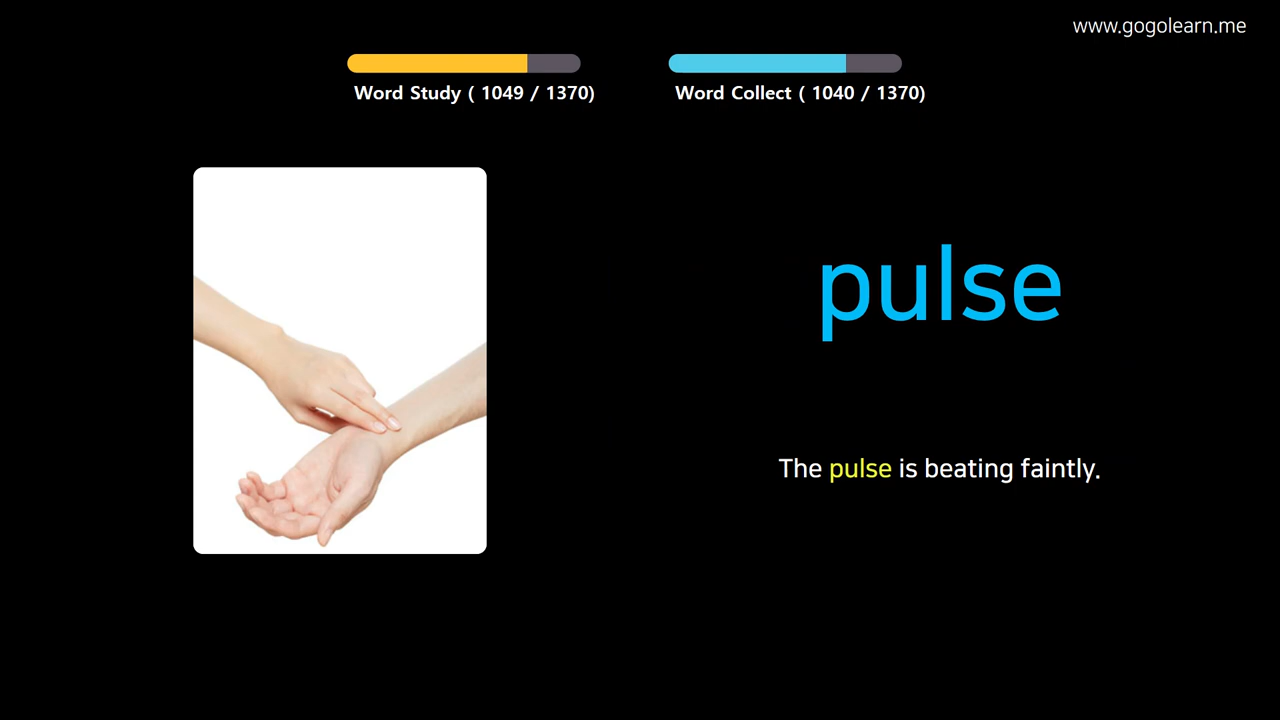 www.gogolearn.me
Word Study ( 1049 / 1370)
Word Collect ( 1040 / 1370)
pulse
The pulse is beating faintly.